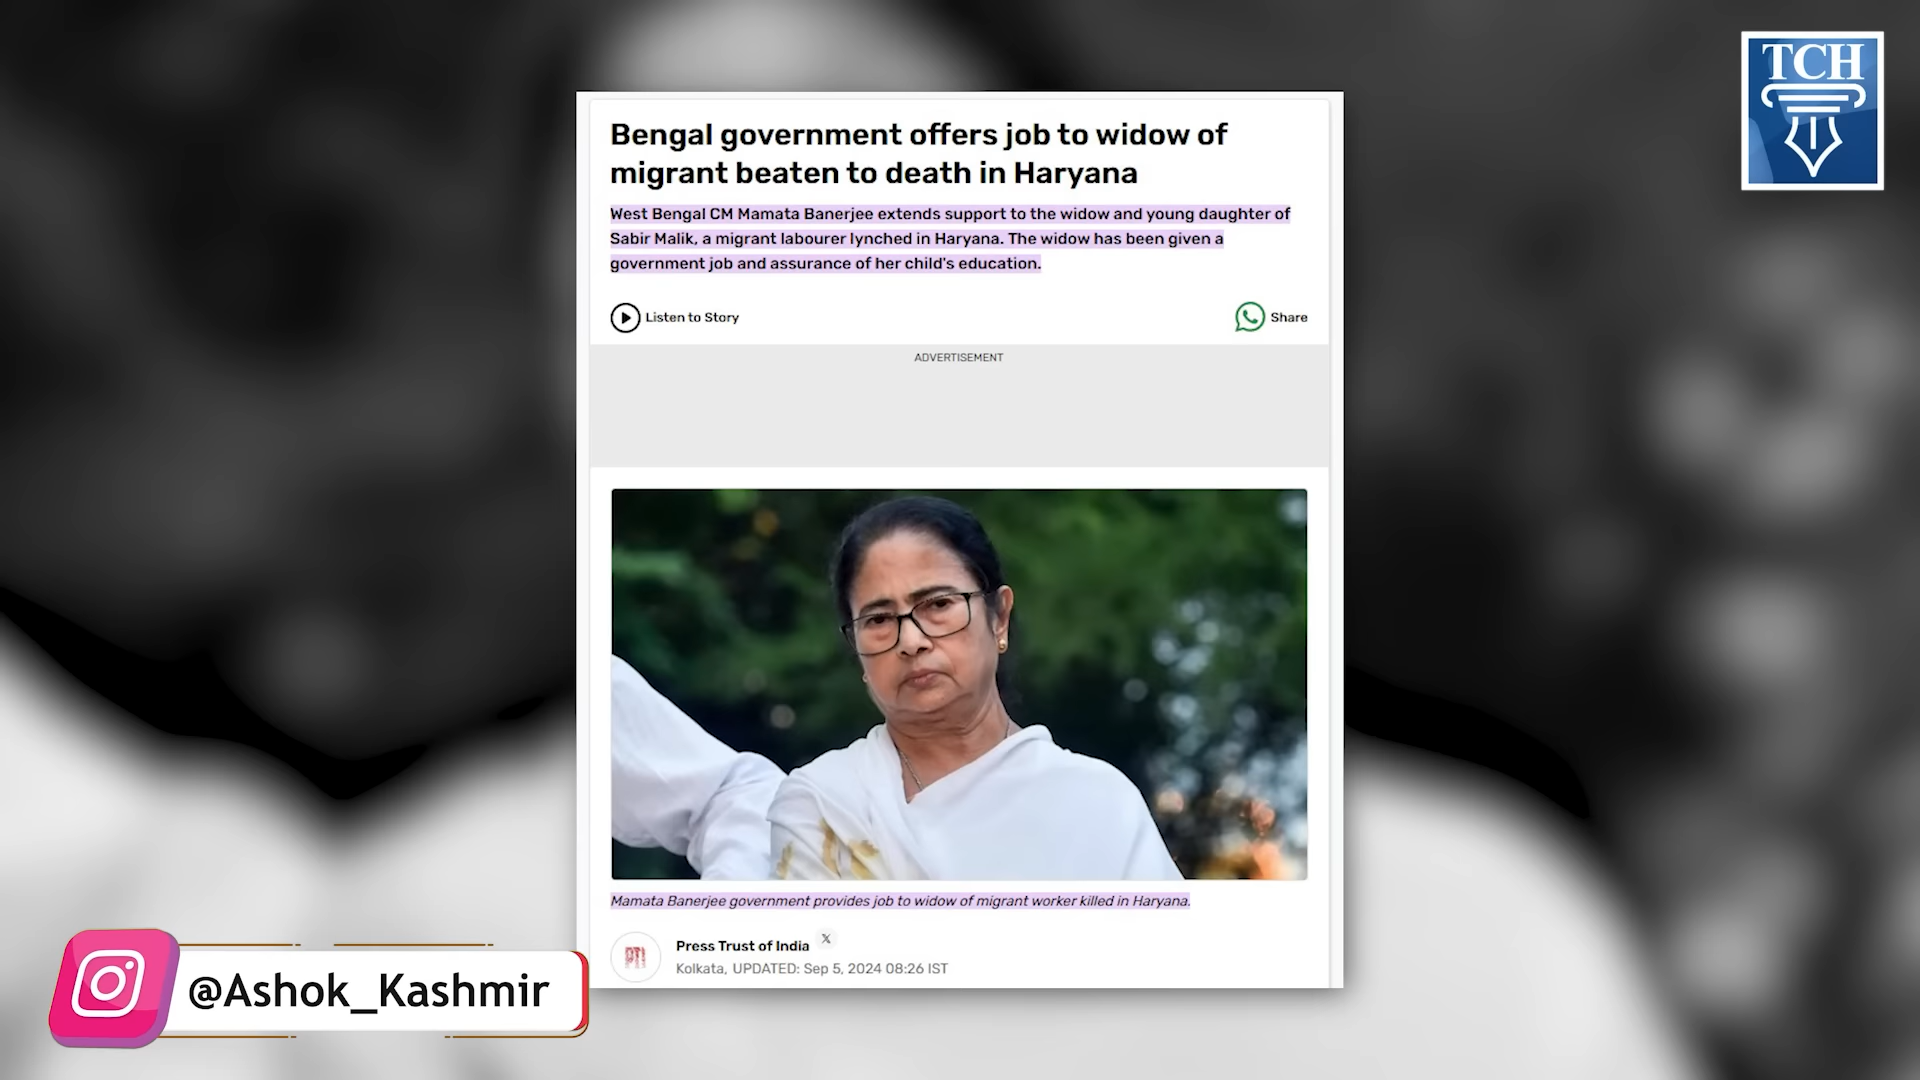 TCH
Bengal government offers job to widow of
migrant beaten to death in Haryana
West Bengal CM Mamata Banerjee extends support to the widow and young daughter of
Sabir Malik, a migrant labourer lynched in Haryana. The widow has been given a
government job and assurance of her child's education.
Listen to Story
Share
ADVERTISEMENT
Mamata Banerjee government provides job to widow of migrant worker killed in Haryana.
PTI
Press Trust of India
Kolkata, UPDATED: Sep 5, 2024 08:26 IST
@Ashok_Kashmir